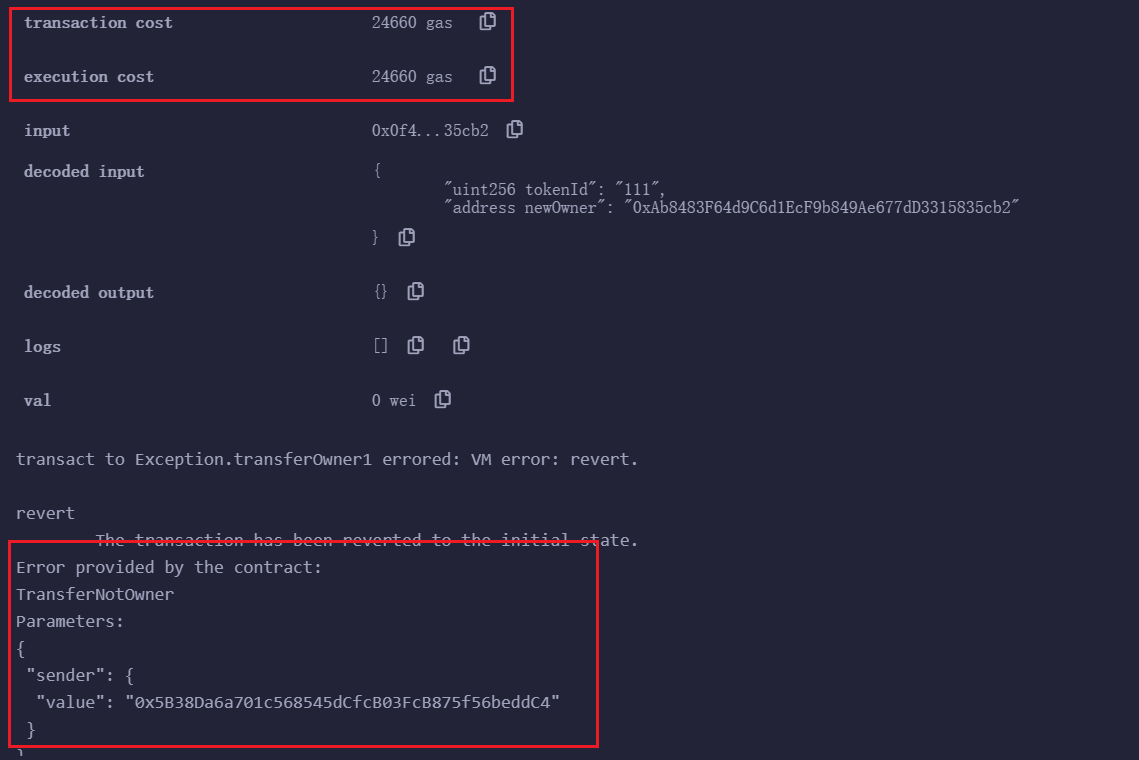 transaction cost 24660 gas
execution cost 24660 gas
input 0x0f4...35cb2
decoded input {
"uint256 tokenId": "111",
"address newOwner": "0xAb8483F64d9C6d1EcF9b849Ae677dD3315835cb2"
}
decoded output {}
logs []
val 0 wei
transact to Exception.transferOwner1 errored: VM error: revert.
revert
The transaction has been reverted to the initial state.
Error provided by the contract:
TransferNotOwner
Parameters:
{
"sender": {
"value": "0x5B38Da6a701c568545dCfcB03FcB875f56beddC4"
}
}